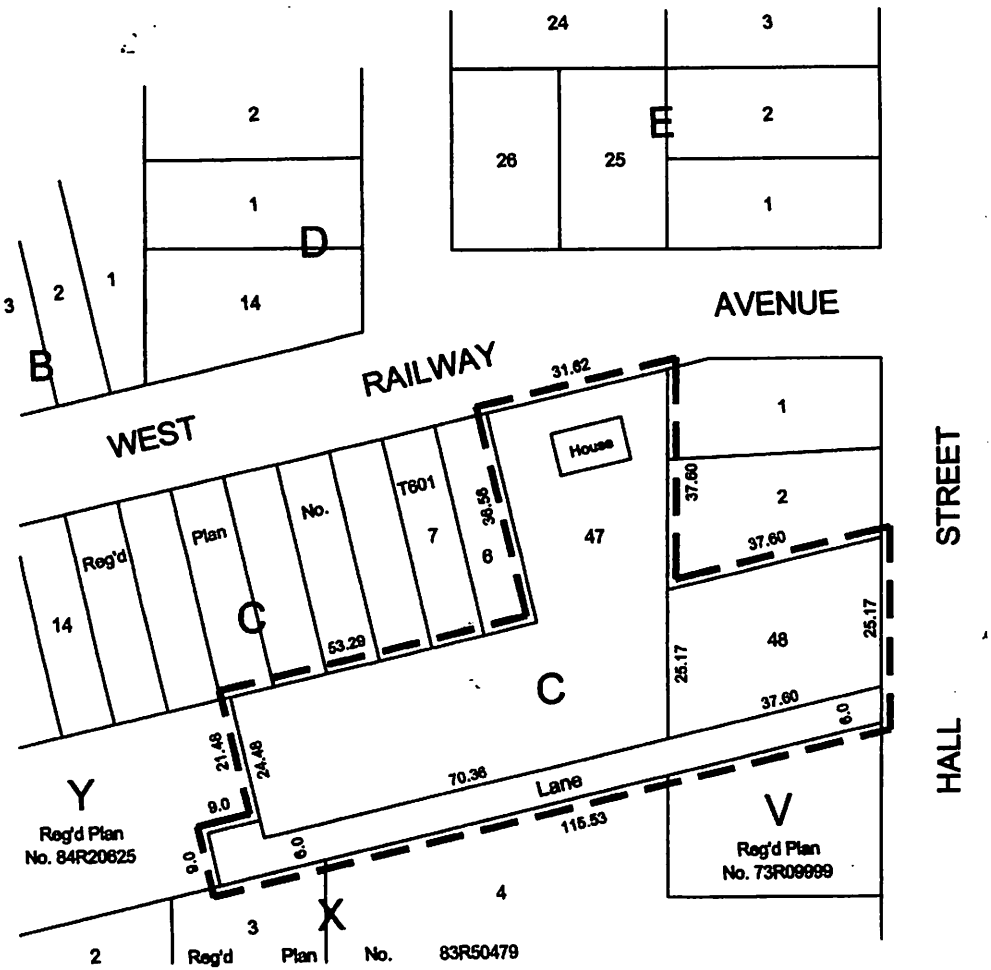 24
3
2
2
E
26
25
1
1
D
3
2
1
14
B
AVENUE
WEST RAILWAY
31.62
House
1
STREET
T601
No.
36.56
37.60
2
Reg'd
Plan
7
6
47
37.60
14
C
53.29
25.17
25.17
48
C
37.60
6.0
21.48
24.48
70.36
Lane
HALL
Y
Reg'd Plan
No. 84R20625
9.0
9.0
6.0
115.53
V
Reg'd Plan
No. 73R09999
4
3
X
2
Reg'd Plan No. 83R50479